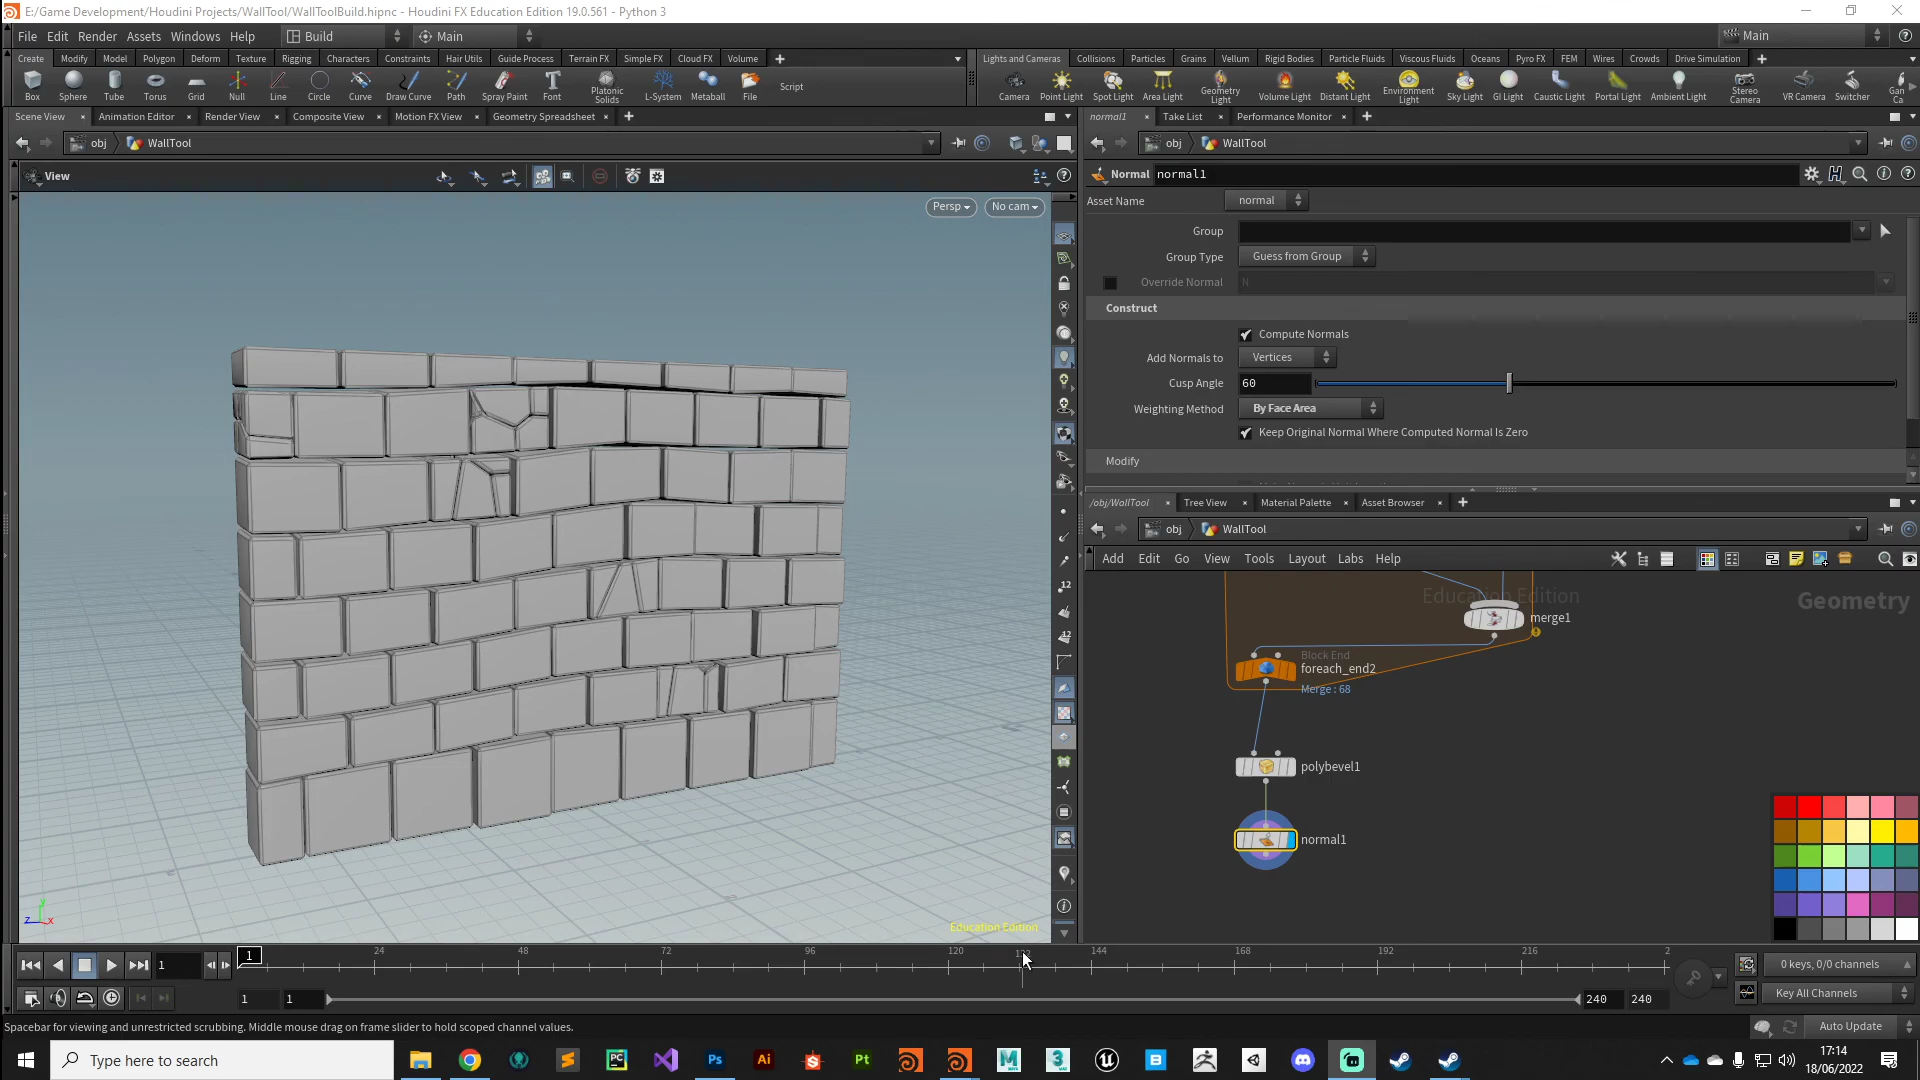 E:/Game Development/Houdini Projects/WallTool/WallToolBuild.hipnc - Houdini FX Education Edition 19.0.561 - Python 3
File Edit Render Assets Windows Help Build Main Main
Create Modify Model Polygon Deform Texture Rigging Characters Constraints Hair Utils Guide Process Terrain FX Simple FX Cloud FX Volume
Lights and Cameras Collisions Particles Grains Vellum Rigid Bodies Particle Fluids Viscous Fluids Oceans Pyro FX FEM Wires Crowds Drive Simulation
Box Sphere Tube Torus Grid Null Line Circle Curve Draw Curve Path Spray Paint Font Platonic Solids L-System Metaball File Script
Camera Point Light Spot Light Area Light Geometry Light Volume Light Distant Light Environment Light Sky Light GI Light Caustic Light Portal Light Ambient Light Stereo Camera VR Camera Switcher Gan Ca
Scene View Animation Editor Render View Composite View Motion FX View Geometry Spreadsheet
normal1 Take List Performance Monitor
obj WallTool
obj WallTool
View
Persp No cam
Normal normal1
Asset Name normal
Group
Group Type Guess from Group
Override Normal N
Construct
Compute Normals
Add Normals to Vertices
Cusp Angle 60
Weighting Method By Face Area
Keep Original Normal Where Computed Normal Is Zero
Modify
/obj/WallTool Tree View Material Palette Asset Browser
obj WallTool
Add Edit Go View Tools Layout Labs Help
Education Edition
Geometry
merge1
Block End
foreach_end2
Merge : 68
polybevel1
normal1
12
12
z y x
Education Edition
1 1 24 48 72 96 120 132 144 168 192 216 2
0 keys, 0/0 channels
1 1 240 240
Key All Channels
Spacebar for viewing and unrestricted scrubbing. Middle mouse drag on frame slider to hold scoped channel values.
Auto Update
Type here to search
17:14
18/06/2022